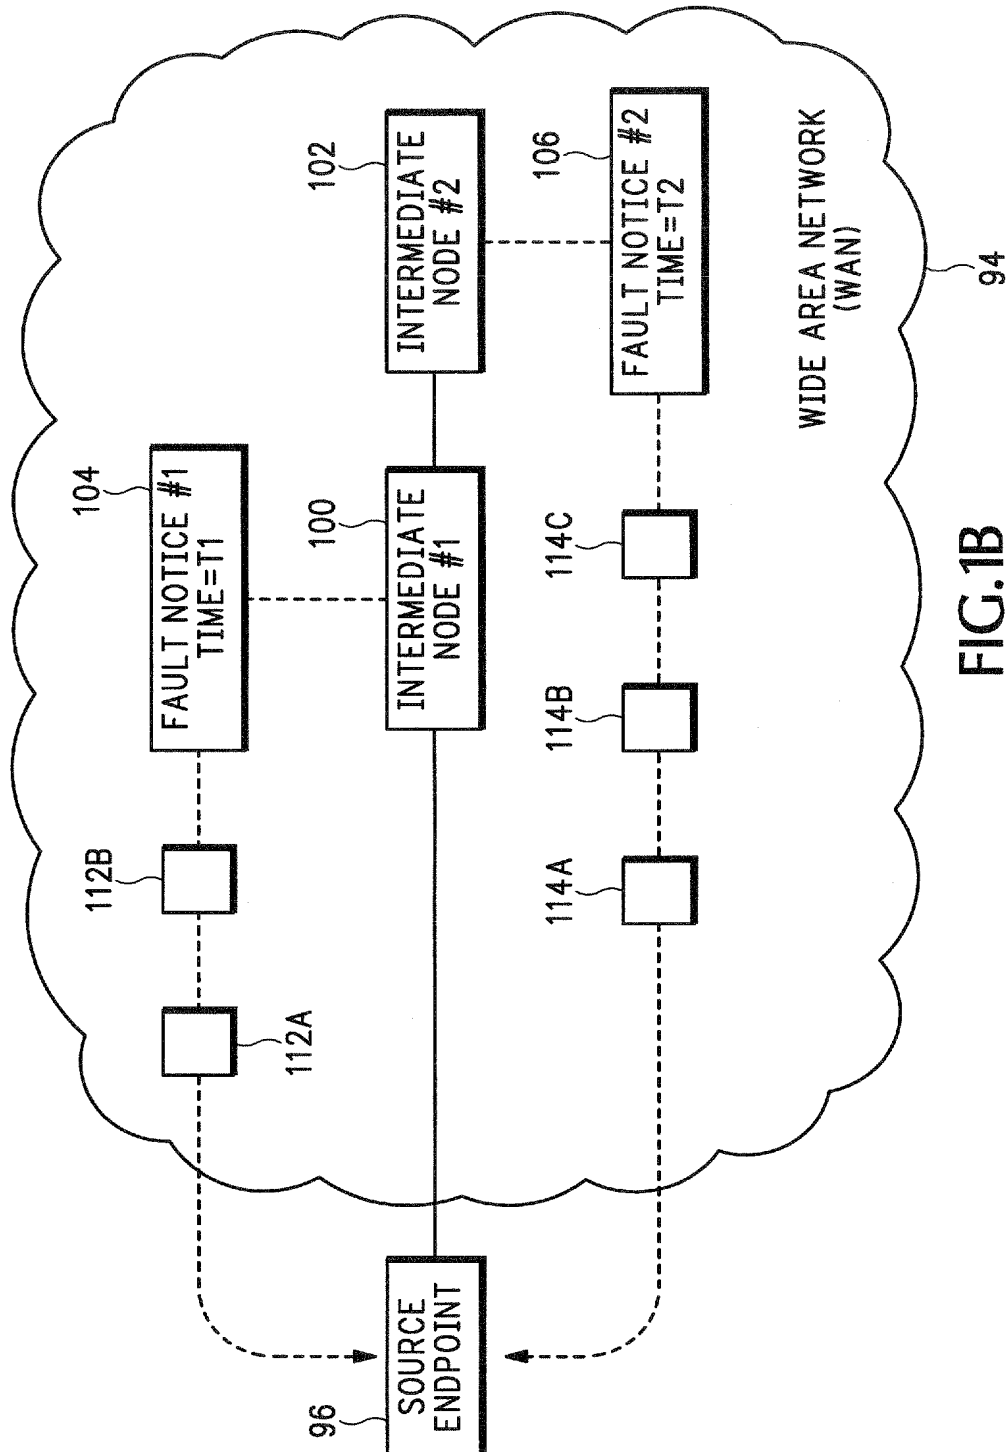 104
FAULT NOTICE #1
TIME=T1
112B
112A
102
INTERMEDIATE
NODE #2
100
INTERMEDIATE
NODE #1
96
SOURCE
ENDPOINT
106
FAULT NOTICE #2
TIME=T2
114C
114B
114A
WIDE AREA NETWORK
(WAN)
94
FIG.1B